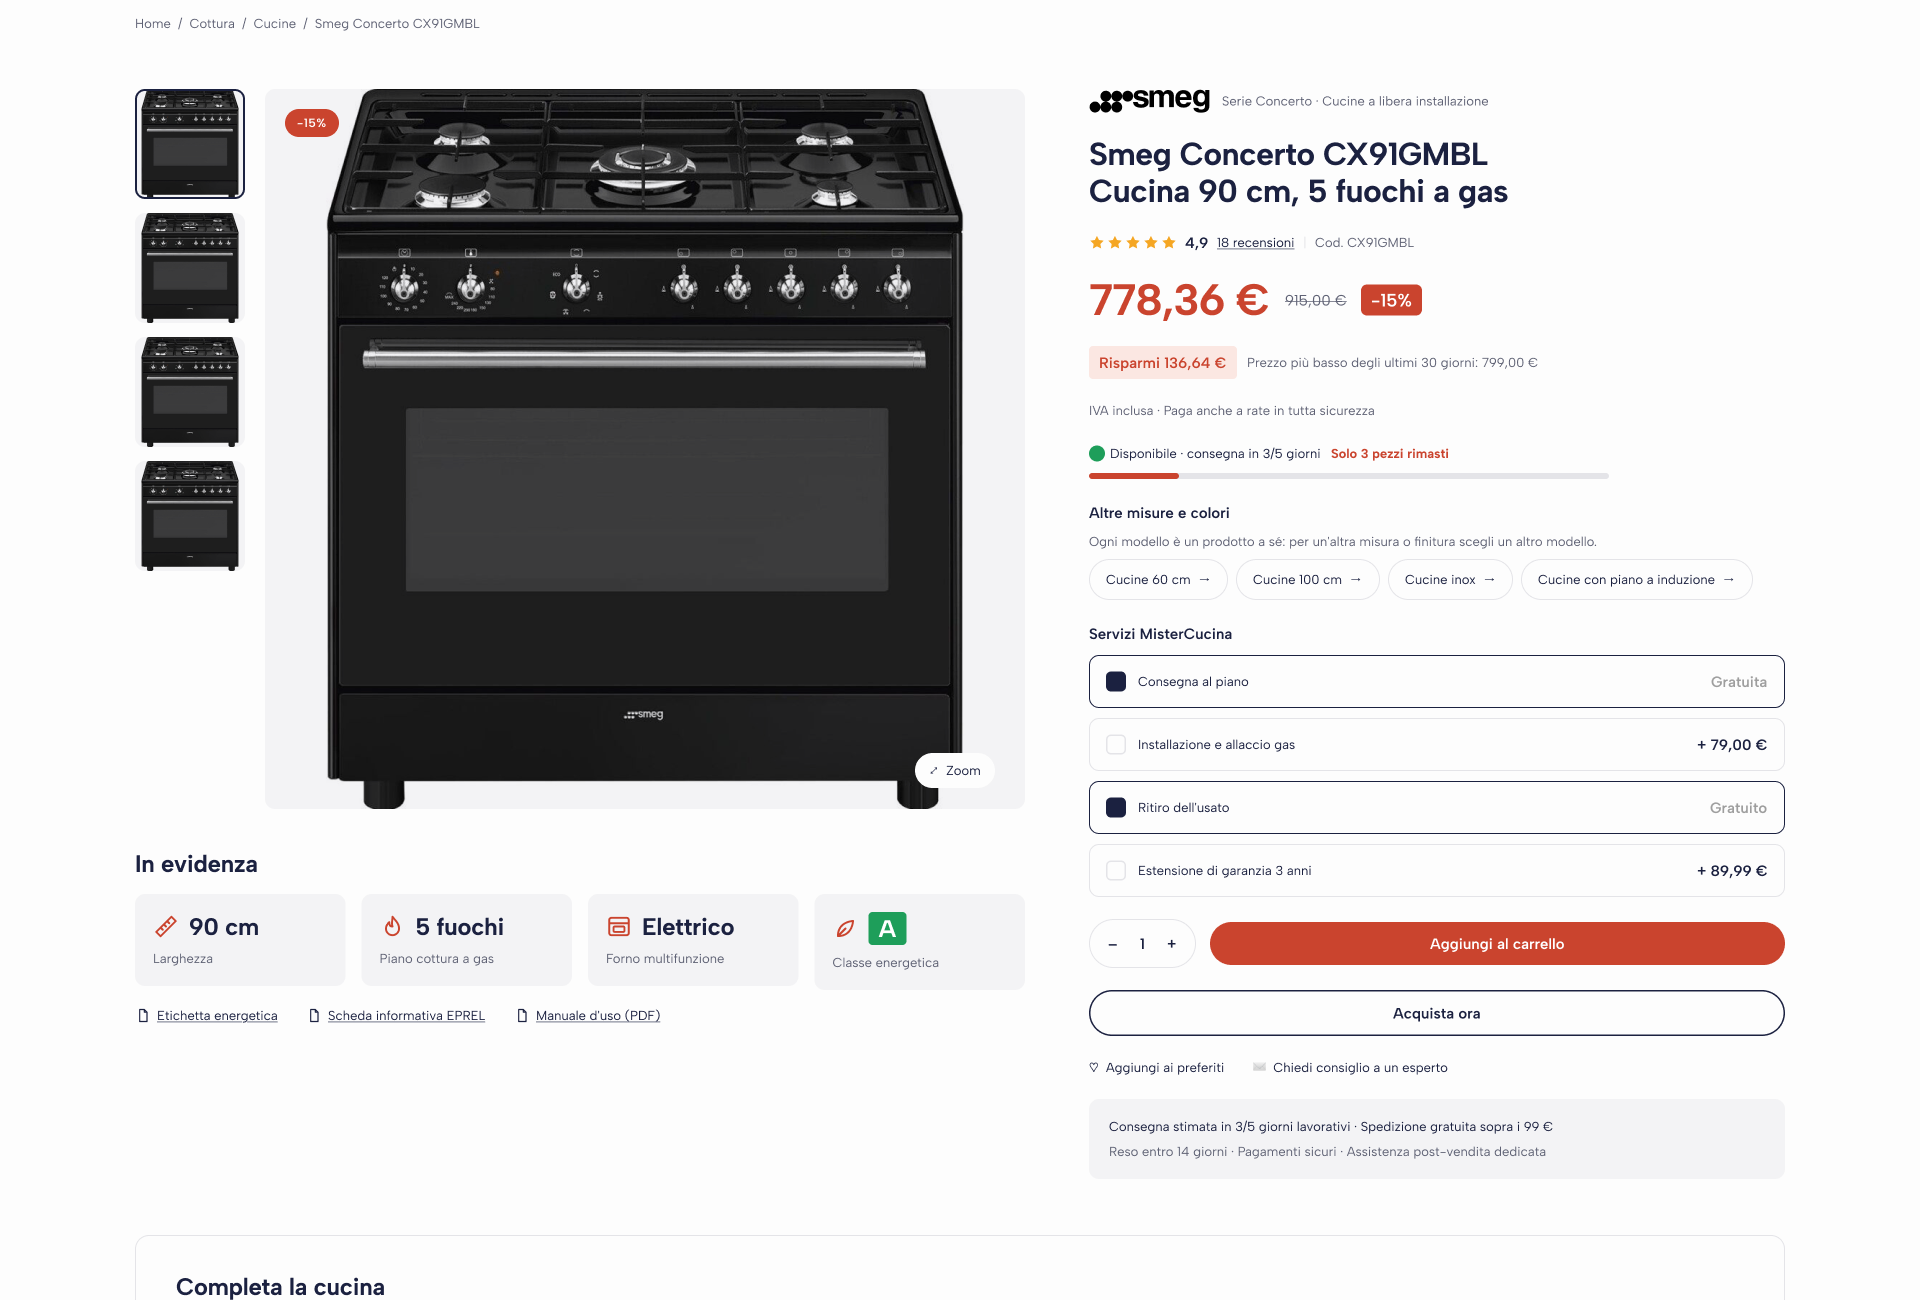 Home / Cottura / Cucine / Smeg Concerto CX91GMBL
-15%
smeg
Zoom
In evidenza
90 cm
Larghezza
5 fuochi
Piano cottura a gas
Elettrico
Forno multifunzione
A
Classe energetica
Etichetta energetica
Scheda informativa EPREL
Manuale d'uso (PDF)
smeg Serie Concerto · Cucine a libera installazione
Smeg Concerto CX91GMBL
Cucina 90 cm, 5 fuochi a gas
4,9 18 recensioni Cod. CX91GMBL
778,36 € 915,00 € -15%
Risparmi 136,64 € Prezzo più basso degli ultimi 30 giorni: 799,00 €
IVA inclusa · Paga anche a rate in tutta sicurezza
Disponibile · consegna in 3/5 giorni Solo 3 pezzi rimasti
Altre misure e colori
Ogni modello è un prodotto a sé: per un'altra misura o finitura scegli un altro modello.
Cucine 60 cm → Cucine 100 cm → Cucine inox → Cucine con piano a induzione →
Servizi MisterCucina
Consegna al piano Gratuita
Installazione e allaccio gas + 79,00 €
Ritiro dell'usato Gratuito
Estensione di garanzia 3 anni + 89,99 €
– 1 + Aggiungi al carrello
Acquista ora
Aggiungi ai preferiti Chiedi consiglio a un esperto
Consegna stimata in 3/5 giorni lavorativi · Spedizione gratuita sopra i 99 €
Reso entro 14 giorni · Pagamenti sicuri · Assistenza post-vendita dedicata
Completa la cucina